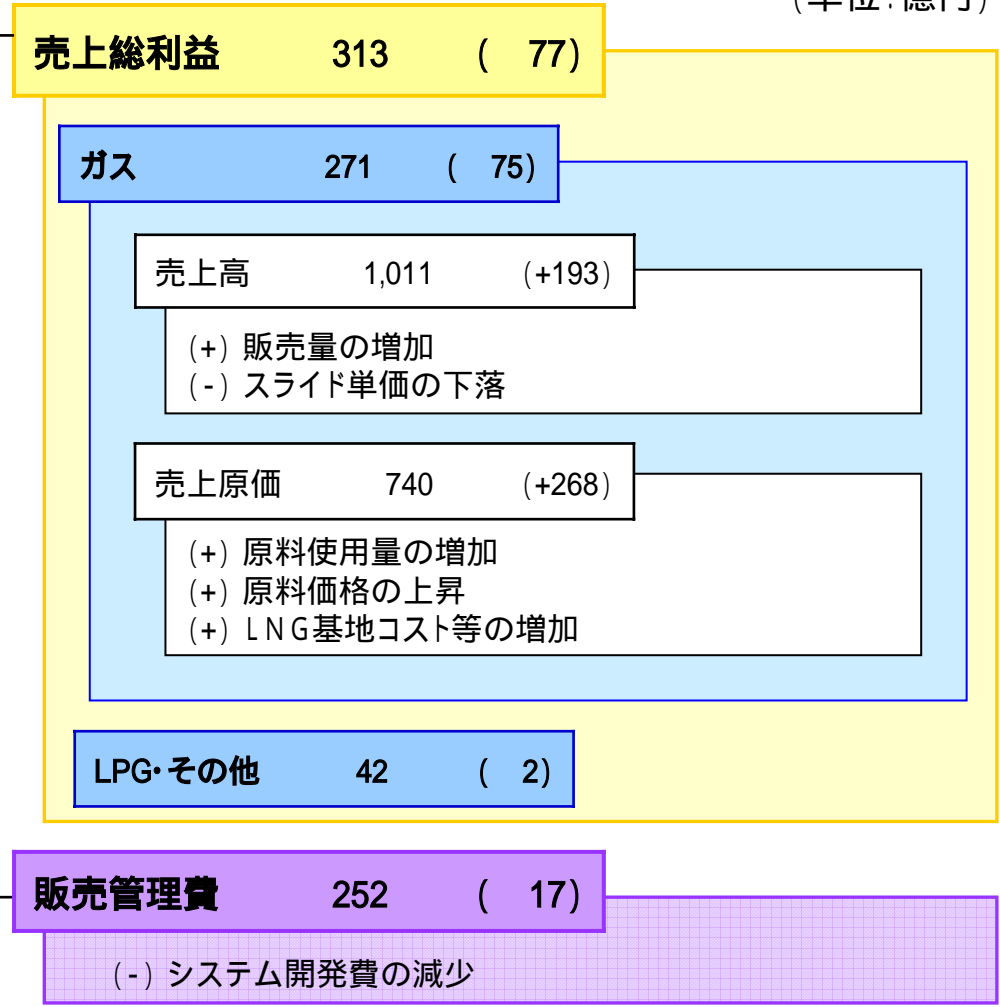 (単位:億円)
売上総利益 313 ( 77)
ガス 271 ( 75)
売上高 1,011 (+193)
(+) 販売量の増加
(-) スライド単価の下落
売上原価 740 (+268)
(+) 原料使用量の増加
(+) 原料価格の上昇
(+) LNG基地コスト等の増加
LPG・その他 42 ( 2)
販売管理費 252 ( 17)
(-) システム開発費の減少